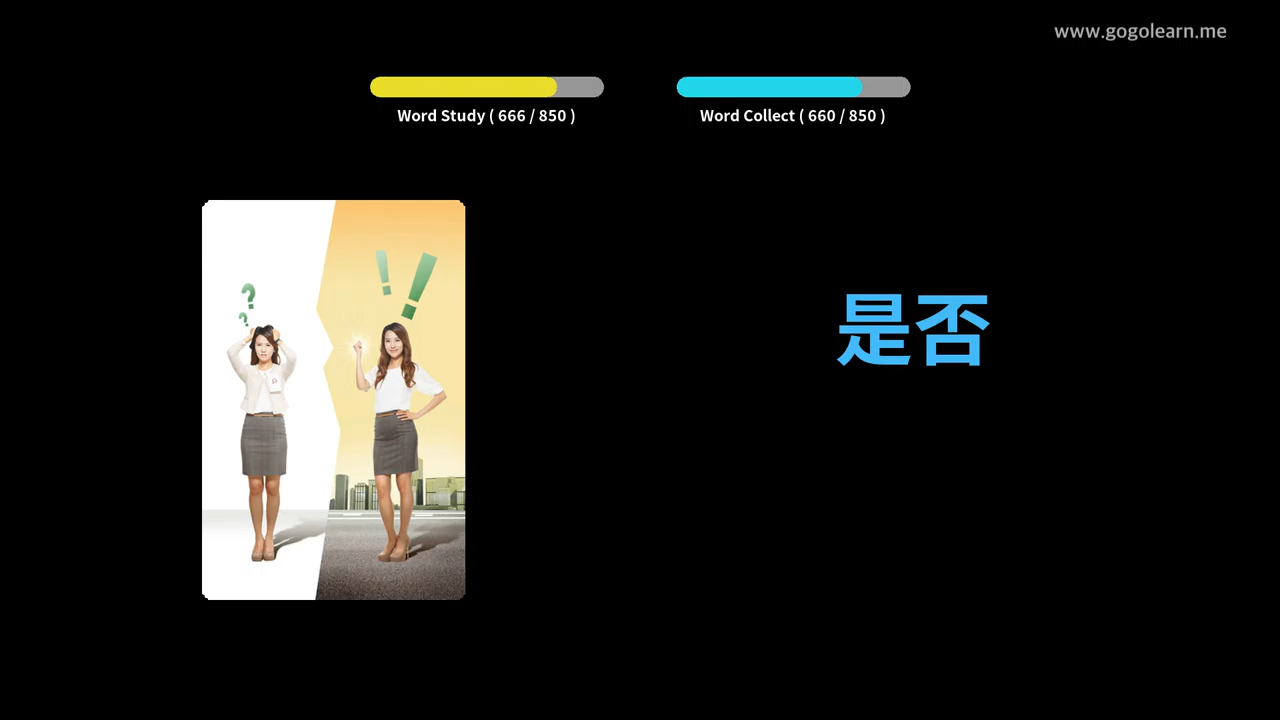 www.gogolearn.me
Word Study ( 666 / 850 )
Word Collect ( 660 / 850 )
? ?
! !
是否